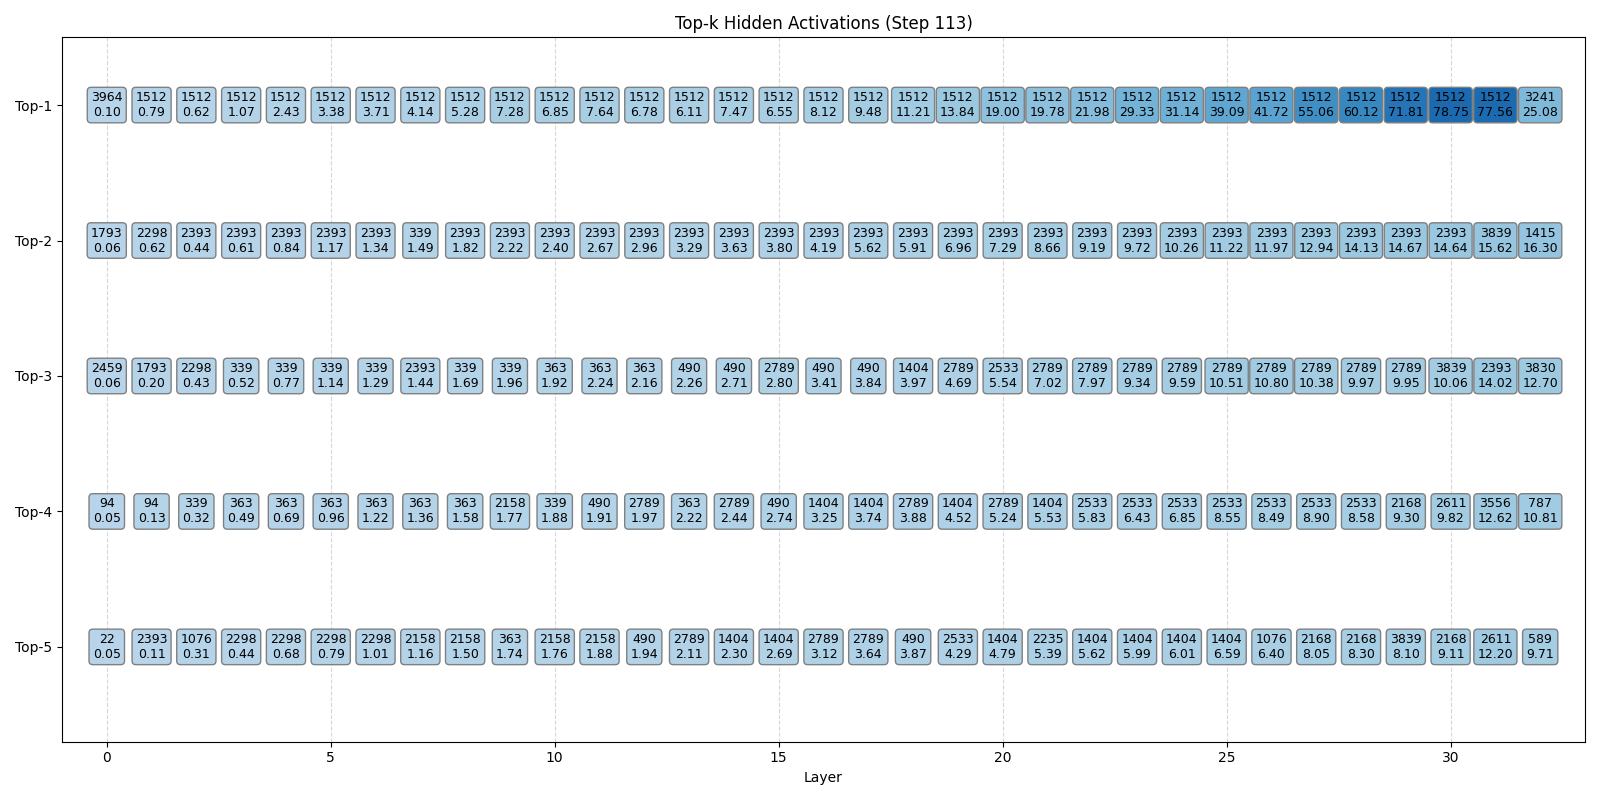 Top-k Hidden Activations (Step 113)
Top-1
3964 1512 1512 1512 1512 1512 1512 1512 1512 1512 1512 1512 1512 1512 1512 1512 1512 1512 1512 1512 1512 1512 1512 1512 1512 1512 1512 1512 1512 1512 1512 1512 3241
0.10 0.79 0.62 1.07 2.43 3.38 3.71 4.14 5.28 7.28 6.85 7.64 6.78 6.11 7.47 6.55 8.12 9.48 11.21 13.84 19.00 19.78 21.98 29.33 31.14 39.09 41.72 55.06 60.12 71.81 78.75 77.56 25.08
Top-2
1793 2298 2393 2393 2393 2393 2393 339 2393 2393 2393 2393 2393 2393 2393 2393 2393 2393 2393 2393 2393 2393 2393 2393 2393 2393 2393 2393 2393 2393 2393 3839 1415
0.06 0.62 0.44 0.61 0.84 1.17 1.34 1.49 1.82 2.22 2.40 2.67 2.96 3.29 3.63 3.80 4.19 5.62 5.91 6.96 7.29 8.66 9.19 9.72 10.26 11.22 11.97 12.94 14.13 14.67 14.64 15.62 16.30
Top-3
2459 1793 2298 339 339 339 339 2393 339 339 363 363 363 490 490 2789 490 490 1404 2789 2533 2789 2789 2789 2789 2789 2789 2789 2789 2789 3839 2393 3830
0.06 0.20 0.43 0.52 0.77 1.14 1.29 1.44 1.69 1.96 1.92 2.24 2.16 2.26 2.71 2.80 3.41 3.84 3.97 4.69 5.54 7.02 7.97 9.34 9.59 10.51 10.80 10.38 9.97 9.95 10.06 14.02 12.70
Top-4
94 94 339 363 363 363 363 363 363 2158 339 490 2789 363 2789 490 1404 1404 2789 1404 2789 1404 2533 2533 2533 2533 2533 2533 2533 2168 2611 3556 787
0.05 0.13 0.32 0.49 0.69 0.96 1.22 1.36 1.58 1.77 1.88 1.91 1.97 2.22 2.44 2.74 3.25 3.74 3.88 4.52 5.24 5.53 5.83 6.43 6.85 8.55 8.49 8.90 8.58 9.30 9.82 12.62 10.81
Top-5
22 2393 1076 2298 2298 2298 2298 2158 2158 363 2158 2158 490 2789 1404 1404 2789 2789 490 2533 1404 2235 1404 1404 1404 1404 1076 2168 2168 3839 2168 2611 589
0.05 0.11 0.31 0.44 0.68 0.79 1.01 1.16 1.50 1.74 1.76 1.88 1.94 2.11 2.30 2.69 3.12 3.64 3.87 4.29 4.79 5.39 5.62 5.99 6.01 6.59 6.40 8.05 8.30 8.10 9.11 12.20 9.71
0 5 10 15 20 25 30
Layer